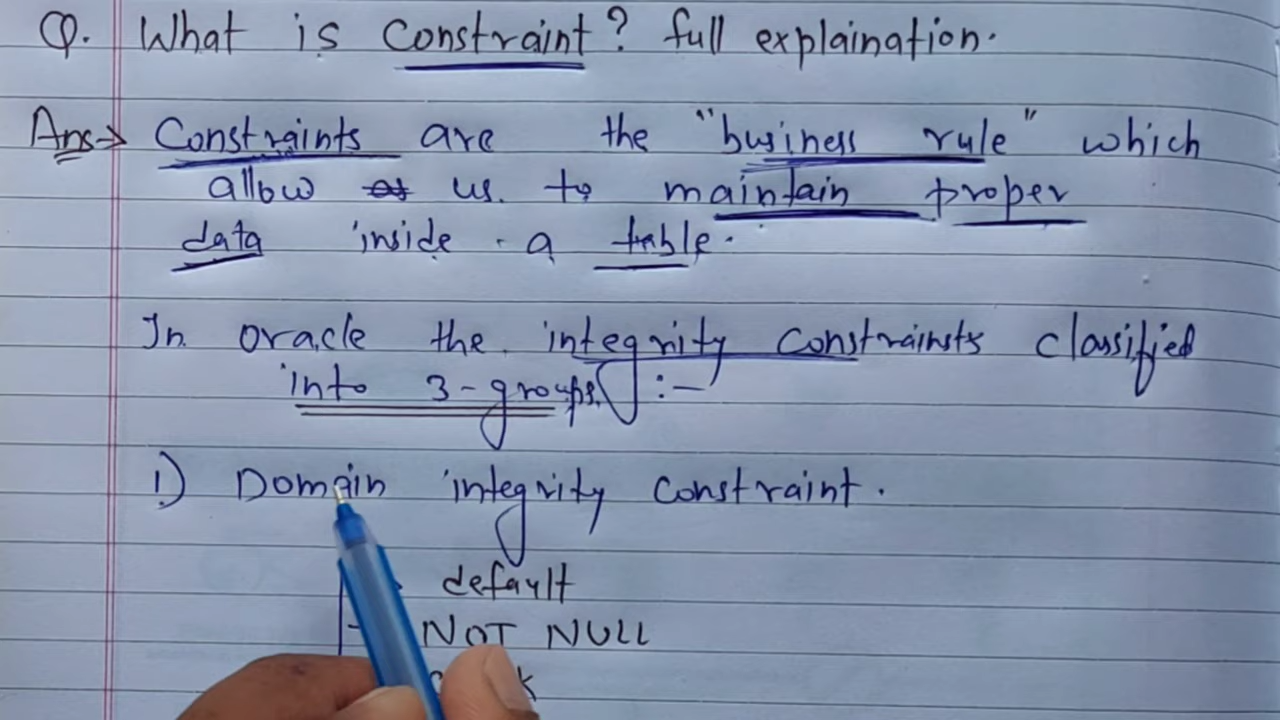 Q. What is Constraint? full explaination.
Ans→ Constraints are the "business rule" which
allow us to maintain proper
data inside a table.
In oracle the integrity constrainsts classified
into 3-groups :-
1) Domain integrity constraint.
default
NOT NULL